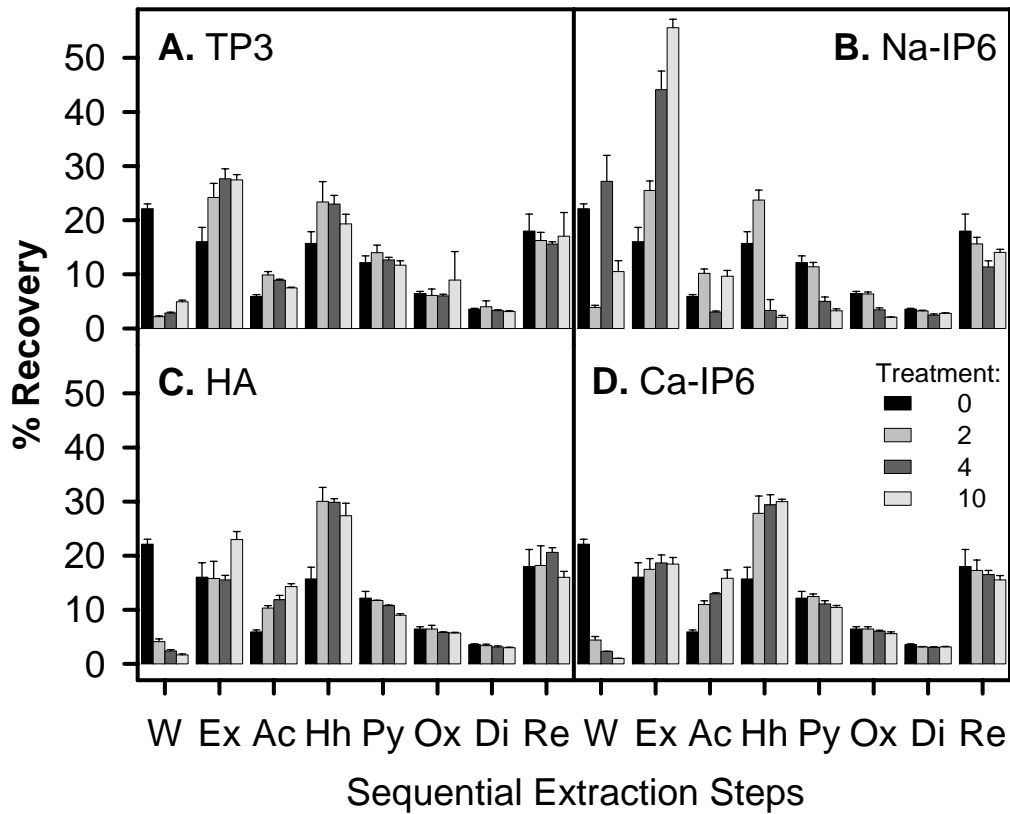 A. TP3
B. Na-IP6
50
40
30
20
10
0
% Recovery
C. HA
D. Ca-IP6
Treatment:
0
2
4
10
50
40
30
20
10
0
W Ex Ac Hh Py Ox Di Re W Ex Ac Hh Py Ox Di Re
Sequential Extraction Steps